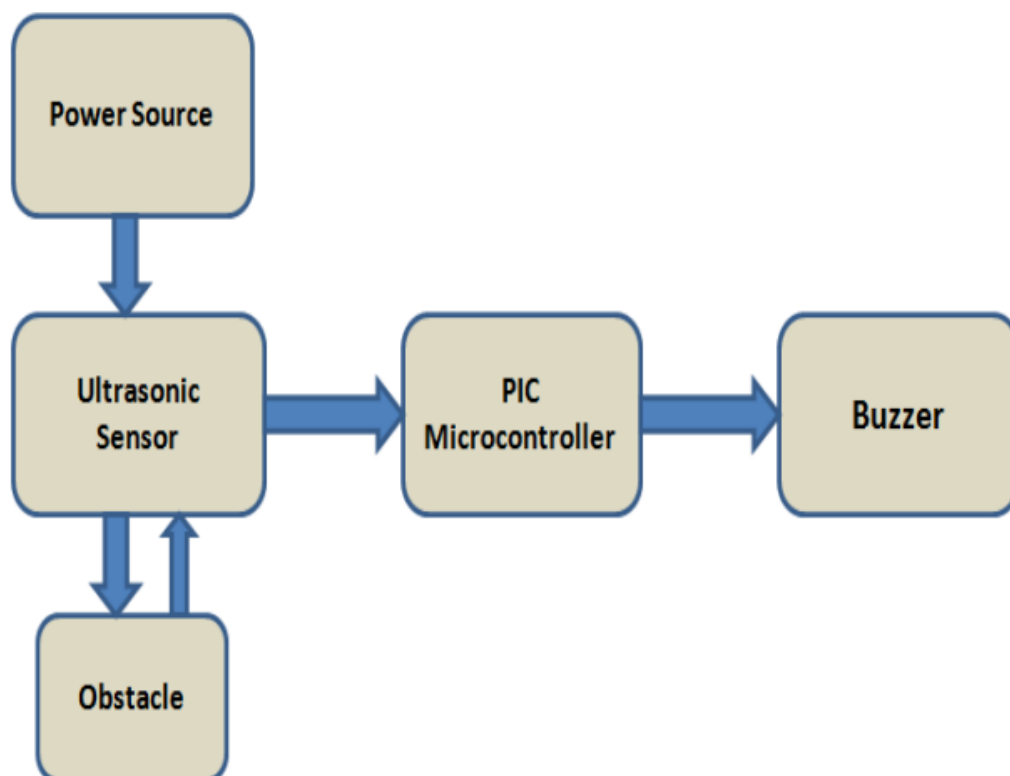 Power Source
Ultrasonic
Sensor
PIC
Microcontroller
Buzzer
Obstacle